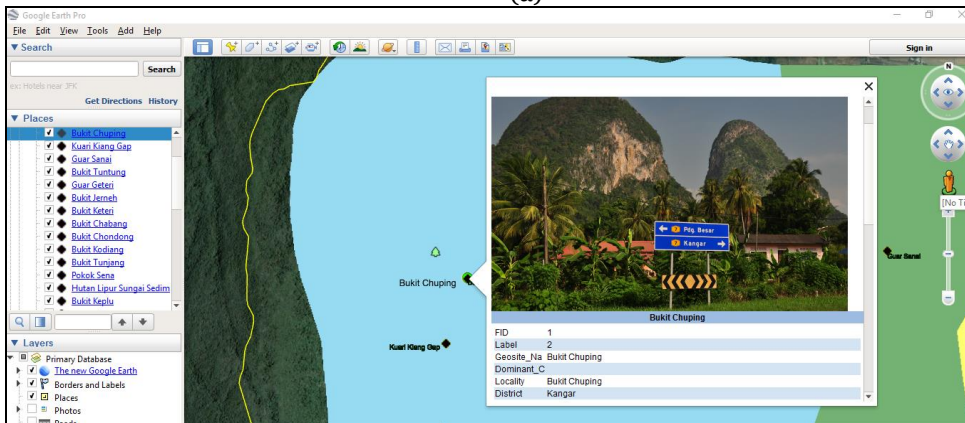 (a)
Google Earth Pro
File Edit View Tools Add Help
Search
Sign in
Search
ex: Hotels near JFK
Get Directions History
Places
Bukit Chuping
Kuari Kiang Gap
Guar Sanai
Bukit Tuntung
Guar Geteri
Bukit Jerneh
Bukit Keteri
Bukit Chabang
Bukit Chondong
Bukit Kodiang
Bukit Tunjang
Pokok Sena
Hutan Lipur Sungai Sedim
Bukit Keplu
Layers
Primary Database
The new Google Earth
Borders and Labels
Places
Photos
Roads
Bukit Chuping
Kuari Kiang Gap
Pdg. Besar
7 Kangar
Bukit Chuping
FID 1
Label 2
Geosite_Na Bukit Chuping
Dominant_C
Locality Bukit Chuping
District Kangar
N
[No Ti
Guar Sanai